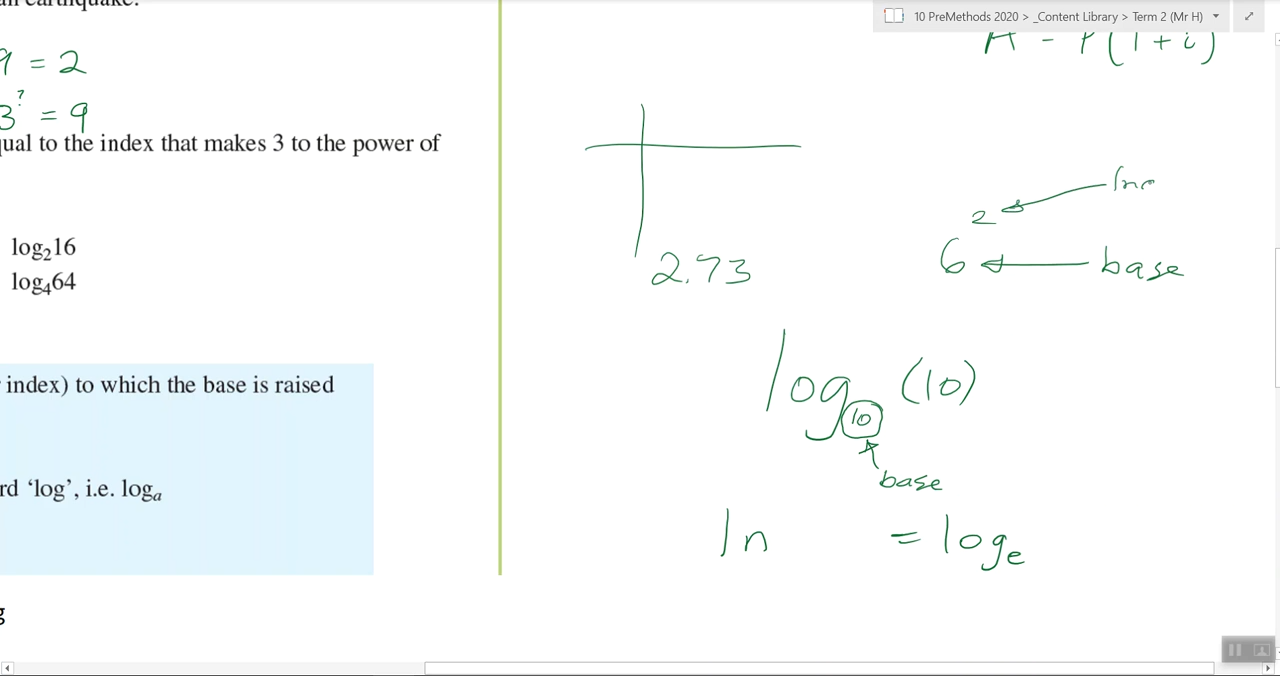 an earthquake.
10 PreMethods 2020 > _Content Library > Term 2 (Mr H)
A = P(1+i)
9 = 2
3^? = 9
qual to the index that makes 3 to the power of
6^2
base
2.73
log₂16
log₄64
index) to which the base is raised
log₁₀ (10)
base
rd ‘log’, i.e. logₐ
ln = logₑ
g